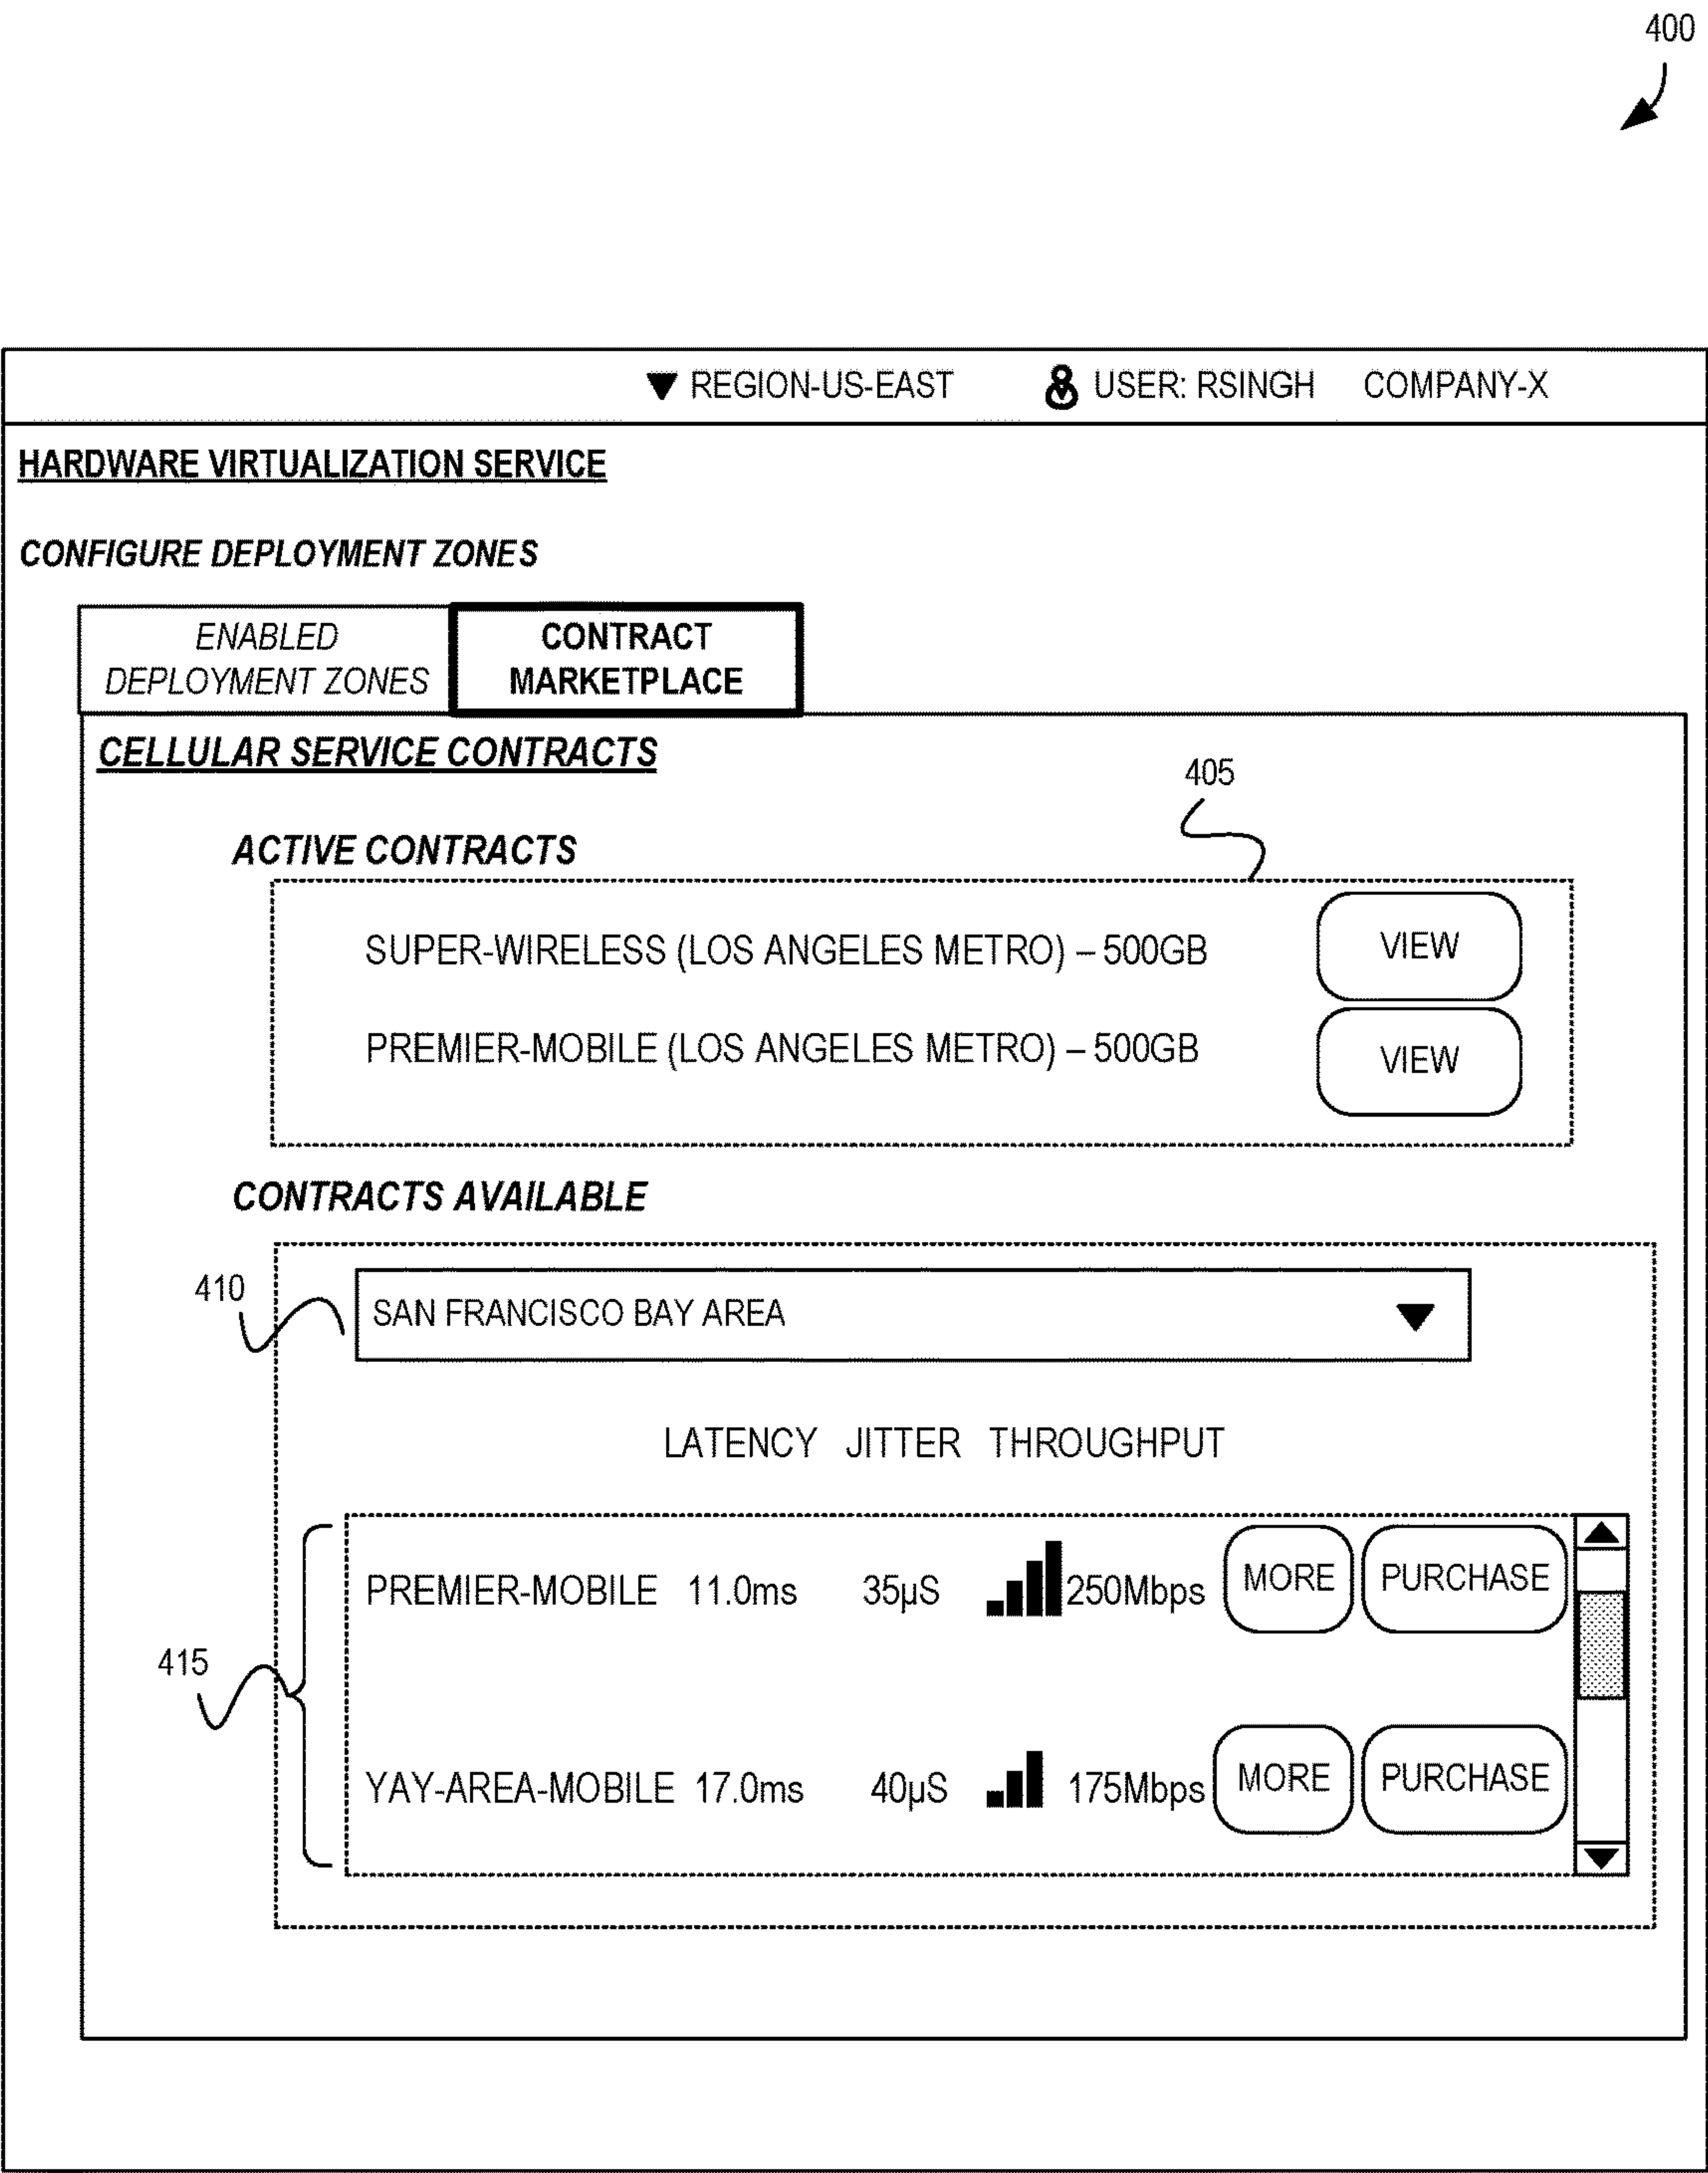 400
REGION-US-EAST USER: RSINGH COMPANY-X
HARDWARE VIRTUALIZATION SERVICE
CONFIGURE DEPLOYMENT ZONES
ENABLED
DEPLOYMENT ZONES
CONTRACT
MARKETPLACE
CELLULAR SERVICE CONTRACTS
405
ACTIVE CONTRACTS
SUPER-WIRELESS (LOS ANGELES METRO) – 500GB VIEW
PREMIER-MOBILE (LOS ANGELES METRO) – 500GB VIEW
CONTRACTS AVAILABLE
410
SAN FRANCISCO BAY AREA
LATENCY JITTER THROUGHPUT
PREMIER-MOBILE 11.0ms 35µS 250Mbps MORE PURCHASE
415
YAY-AREA-MOBILE 17.0ms 40µS 175Mbps MORE PURCHASE